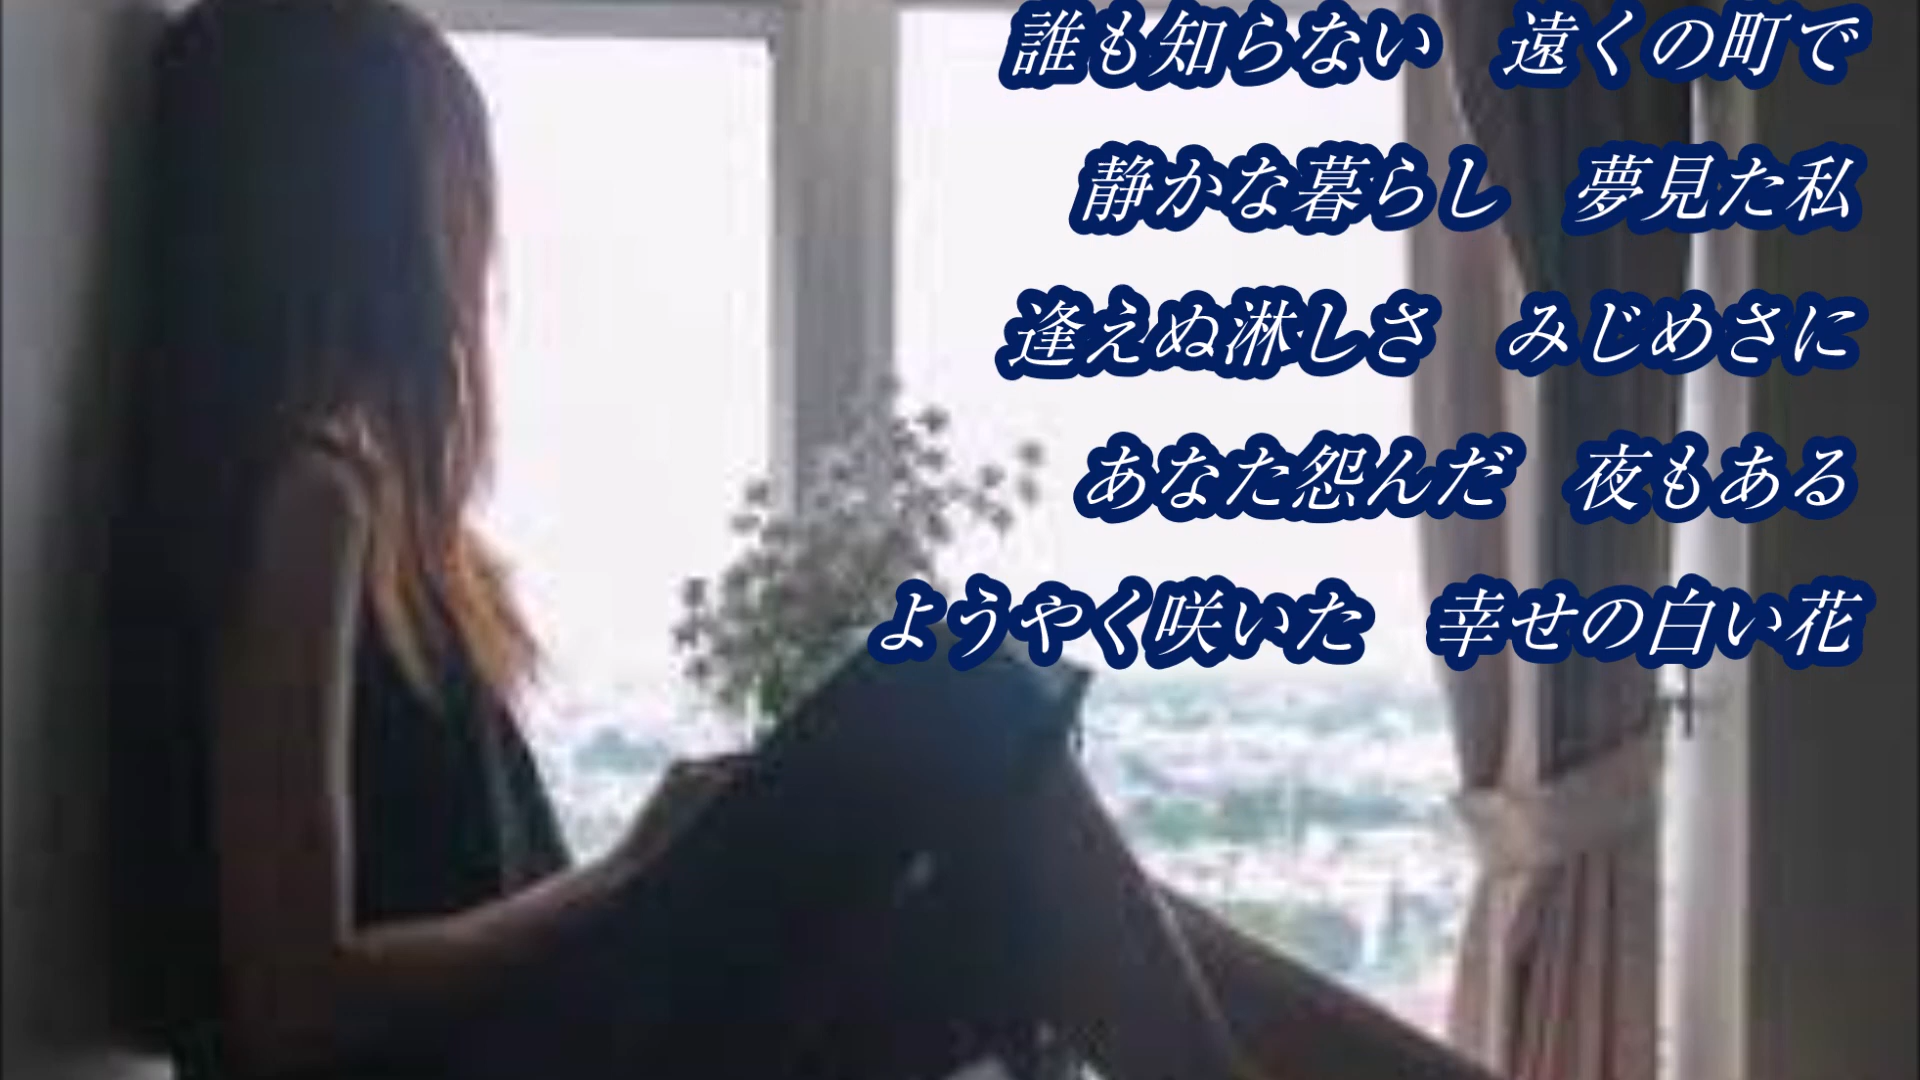 誰も知らない　遠くの町で
静かな暮らし　夢見た私
逢えぬ淋しさ　みじめさに
あなた怨んだ　夜もある
ようやく咲いた　幸せの白い花